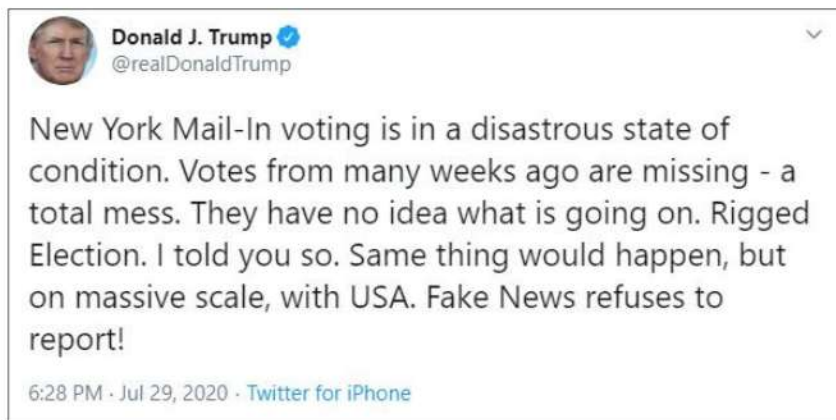 Donald J. Trump
@realDonaldTrump
New York Mail-In voting is in a disastrous state of
condition. Votes from many weeks ago are missing - a
total mess. They have no idea what is going on. Rigged
Election. I told you so. Same thing would happen, but
on massive scale, with USA. Fake News refuses to
report!
6:28 PM · Jul 29, 2020 · Twitter for iPhone